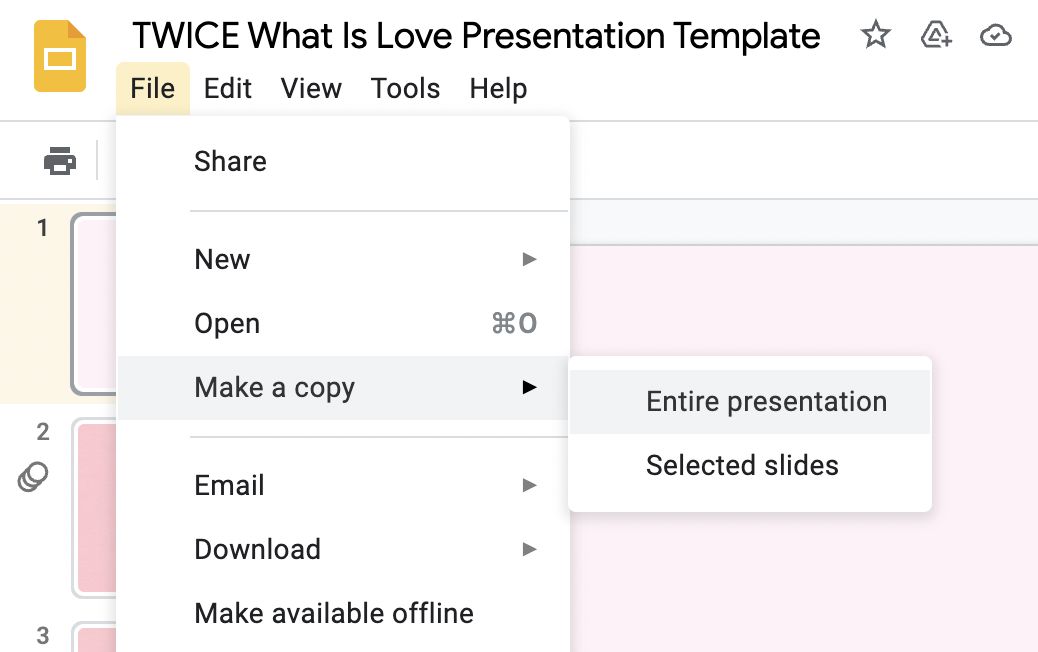 TWICE What Is Love Presentation Template
File Edit View Tools Help
Share
1
New
Open ⌘O
Make a copy
Entire presentation
2
Selected slides
Email
Download
Make available offline
3